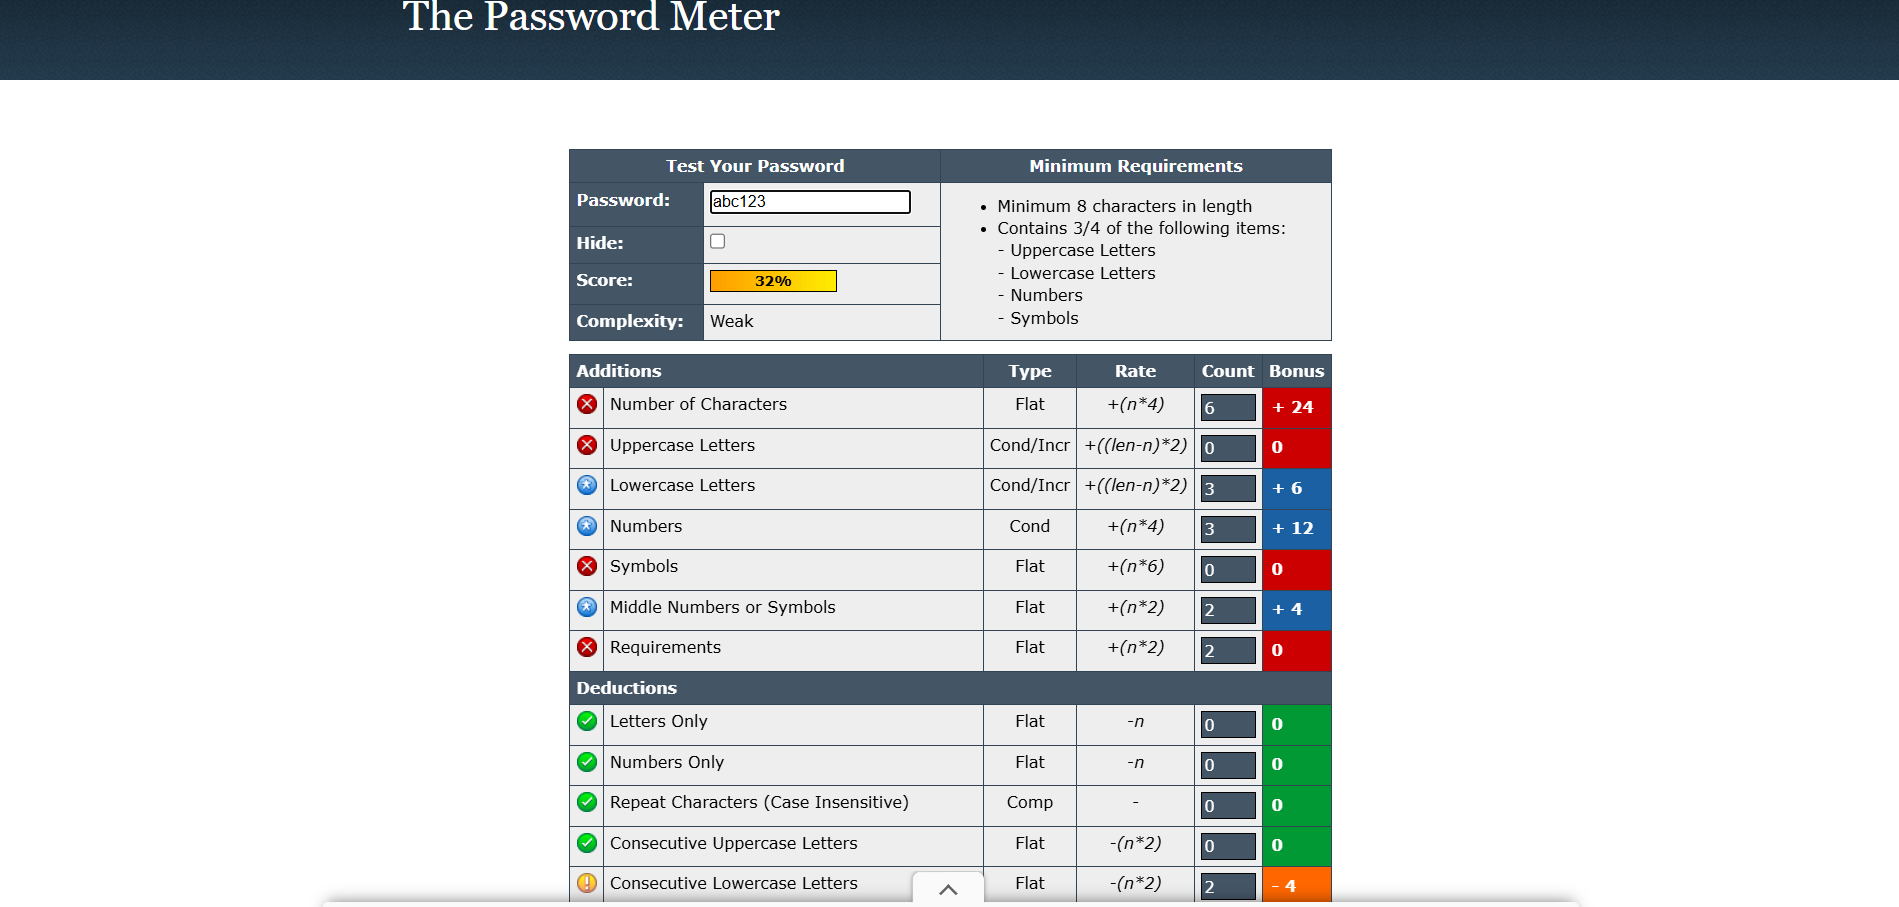 The Password Meter
Test Your Password Minimum Requirements
Password: abc123
Hide:
Score: 32%
Complexity: Weak
• Minimum 8 characters in length
• Contains 3/4 of the following items:
- Uppercase Letters
- Lowercase Letters
- Numbers
- Symbols
Additions Type Rate Count Bonus
Number of Characters Flat +(n*4) 6 + 24
Uppercase Letters Cond/Incr +((len-n)*2) 0 0
Lowercase Letters Cond/Incr +((len-n)*2) 3 + 6
Numbers Cond +(n*4) 3 + 12
Symbols Flat +(n*6) 0 0
Middle Numbers or Symbols Flat +(n*2) 2 + 4
Requirements Flat +(n*2) 2 0
Deductions
Letters Only Flat -n 0 0
Numbers Only Flat -n 0 0
Repeat Characters (Case Insensitive) Comp - 0 0
Consecutive Uppercase Letters Flat -(n*2) 0 0
Consecutive Lowercase Letters Flat -(n*2) 2 - 4